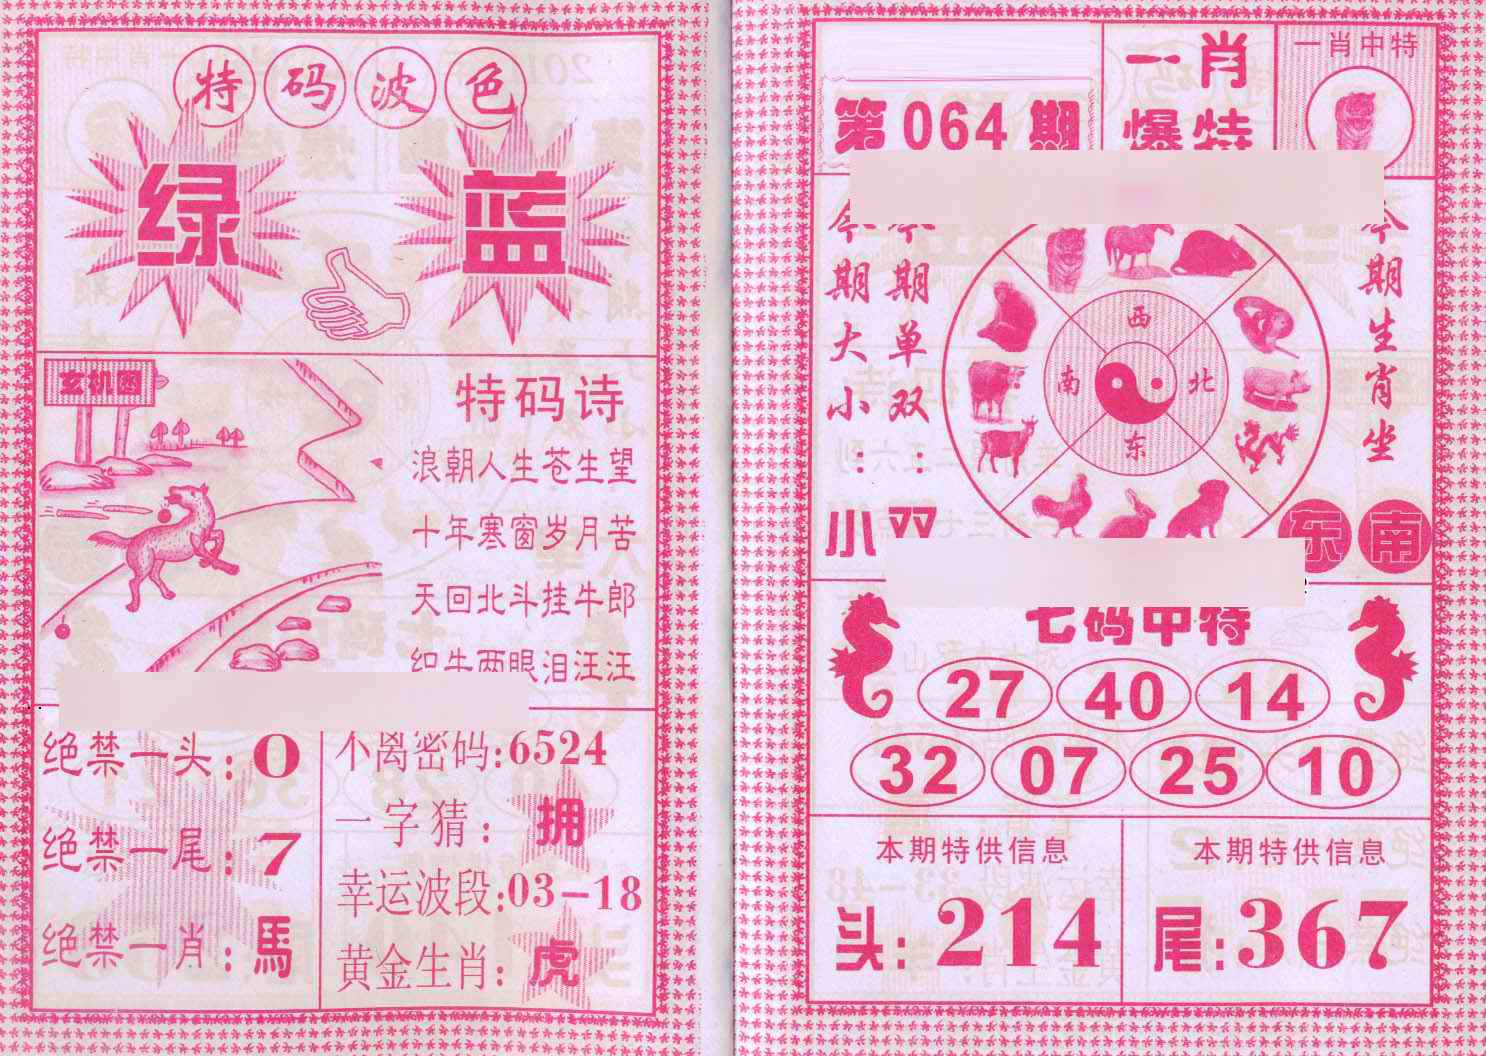 特码波色
绿 蓝
玄机图
特码诗
浪朝人生苍生望
十年寒窗岁月苦
天回北斗挂牛郎
织牛两眼泪汪汪
绝禁一头:0
绝禁一尾:7
绝禁一肖:馬
不离密码:6524
一字猜:拥
幸运波段:03-18
黄金生肖:虎
第064期
一肖
爆特
一肖中特
今期大小:小
今期单双:双
西
南 北
东
今期生肖坐
东南
七码中特
27 40 14
32 07 25 10
本期特供信息
头:214
本期特供信息
尾:367